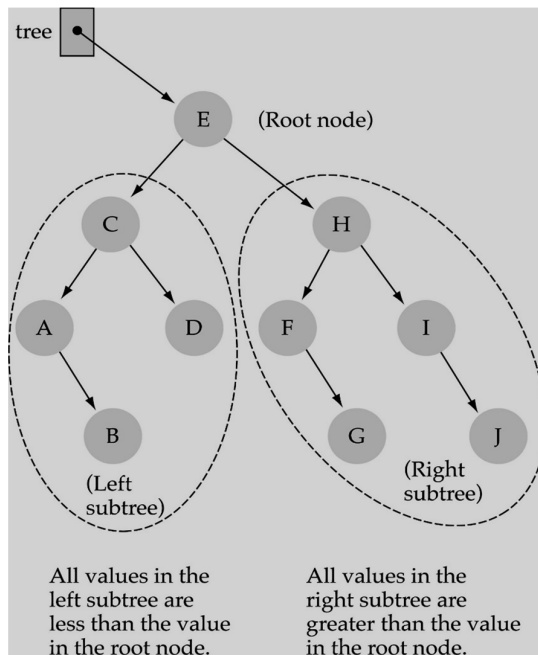 tree
E (Root node)
C H
A D F I
B G J
(Left
subtree)
(Right
subtree)
All values in the
left subtree are
less than the value
in the root node.
All values in the
right subtree are
greater than the value
in the root node.